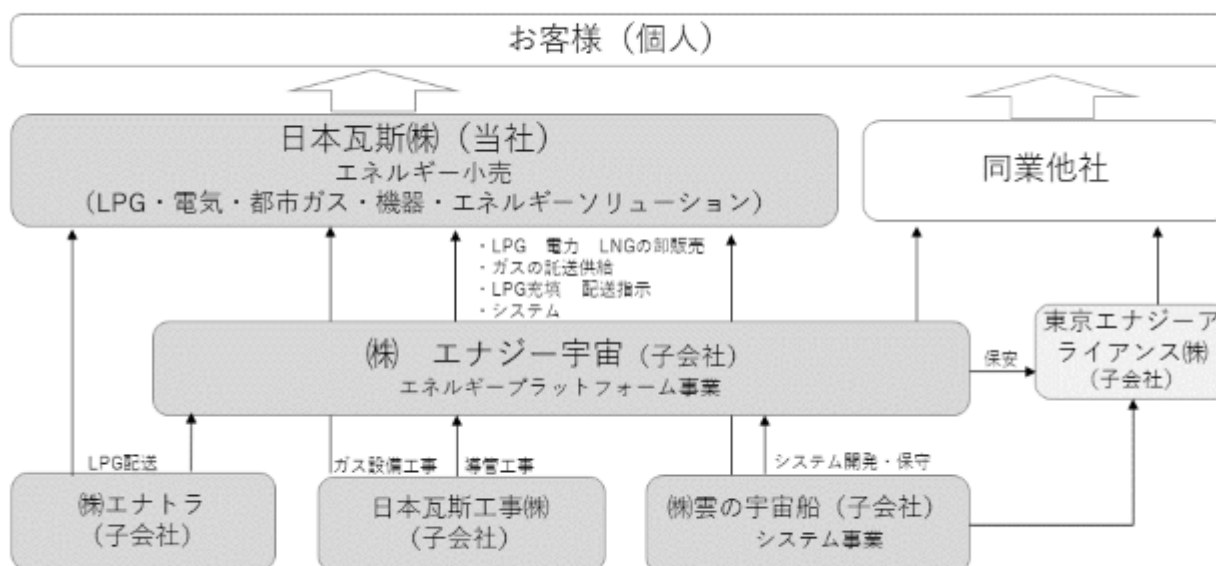 お客様（個人）
日本瓦斯㈱（当社）
エネルギー小売
（LPG・電気・都市ガス・機器・エネルギーソリューション）
同業他社
・LPG　電力　LNGの卸販売
・ガスの託送供給
・LPG充填　配送指示
・システム
㈱　エナジー宇宙（子会社）
エネルギープラットフォーム事業
保安
東京エナジーア
ライアンス㈱
（子会社）
LPG配送
ガス設備工事
導管工事
システム開発・保守
㈱エナトラ
（子会社）
日本瓦斯工事㈱
（子会社）
㈱雲の宇宙船（子会社）
システム事業